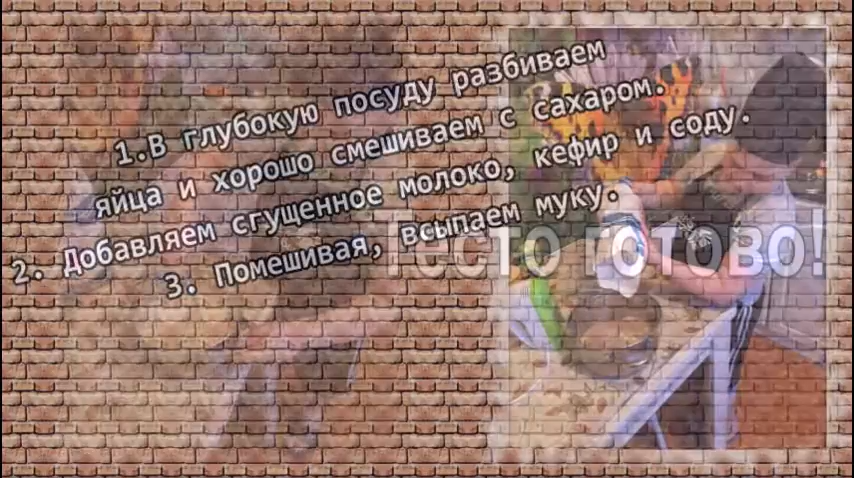 1.В глубокую посуду разбиваем
яйца и хорошо смешиваем с сахаром.
2. Добавляем сгущенное молоко, кефир и соду.
3. Помешивая, всыпаем муку.
Тесто готово!